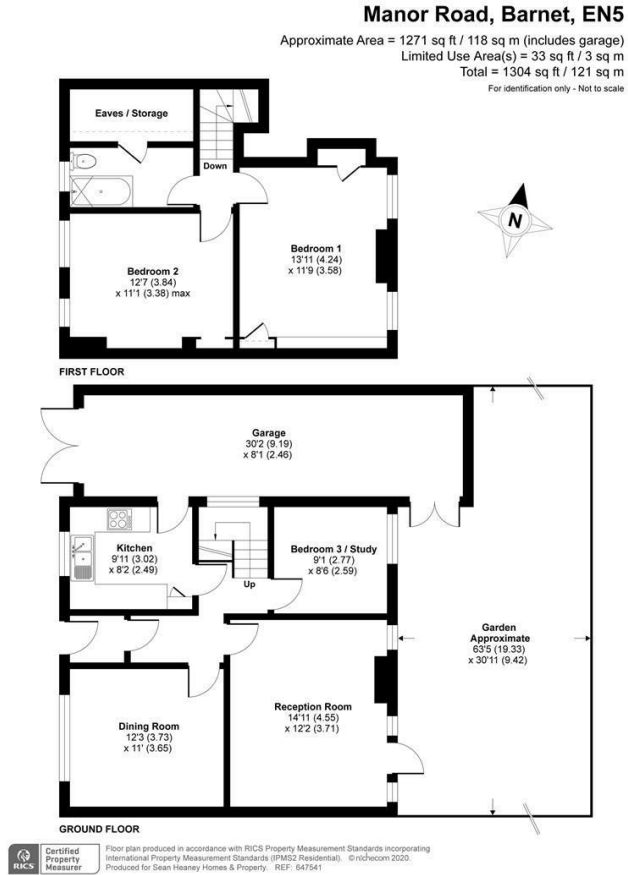 Manor Road, Barnet, EN5
Approximate Area = 1271 sq ft / 118 sq m (includes garage)
Limited Use Area(s) = 33 sq ft / 3 sq m
Total = 1304 sq ft / 121 sq m
For identification only - Not to scale
Eaves / Storage
Down
N
Bedroom 1
13'11 (4.24)
x 11'9 (3.58)
Bedroom 2
12'7 (3.84)
x 11'1 (3.38) max
FIRST FLOOR
Garage
30'2 (9.19)
x 8'1 (2.46)
Kitchen
9'11 (3.02)
x 8'2 (2.49)
Bedroom 3 / Study
9'1 (2.77)
x 8'6 (2.59)
Up
Garden
Approximate
63'5 (19.33)
x 30'11 (9.42)
Reception Room
14'11 (4.55)
x 12'2 (3.71)
Dining Room
12'3 (3.73)
x 11' (3.65)
GROUND FLOOR
RICS
Certified
Property
Measurer
Floor plan produced in accordance with RICS Property Measurement Standards incorporating
International Property Measurement Standards (IPMS2 Residential). © nichecom 2020.
Produced for Sean Heaney Homes & Property. REF: 647541